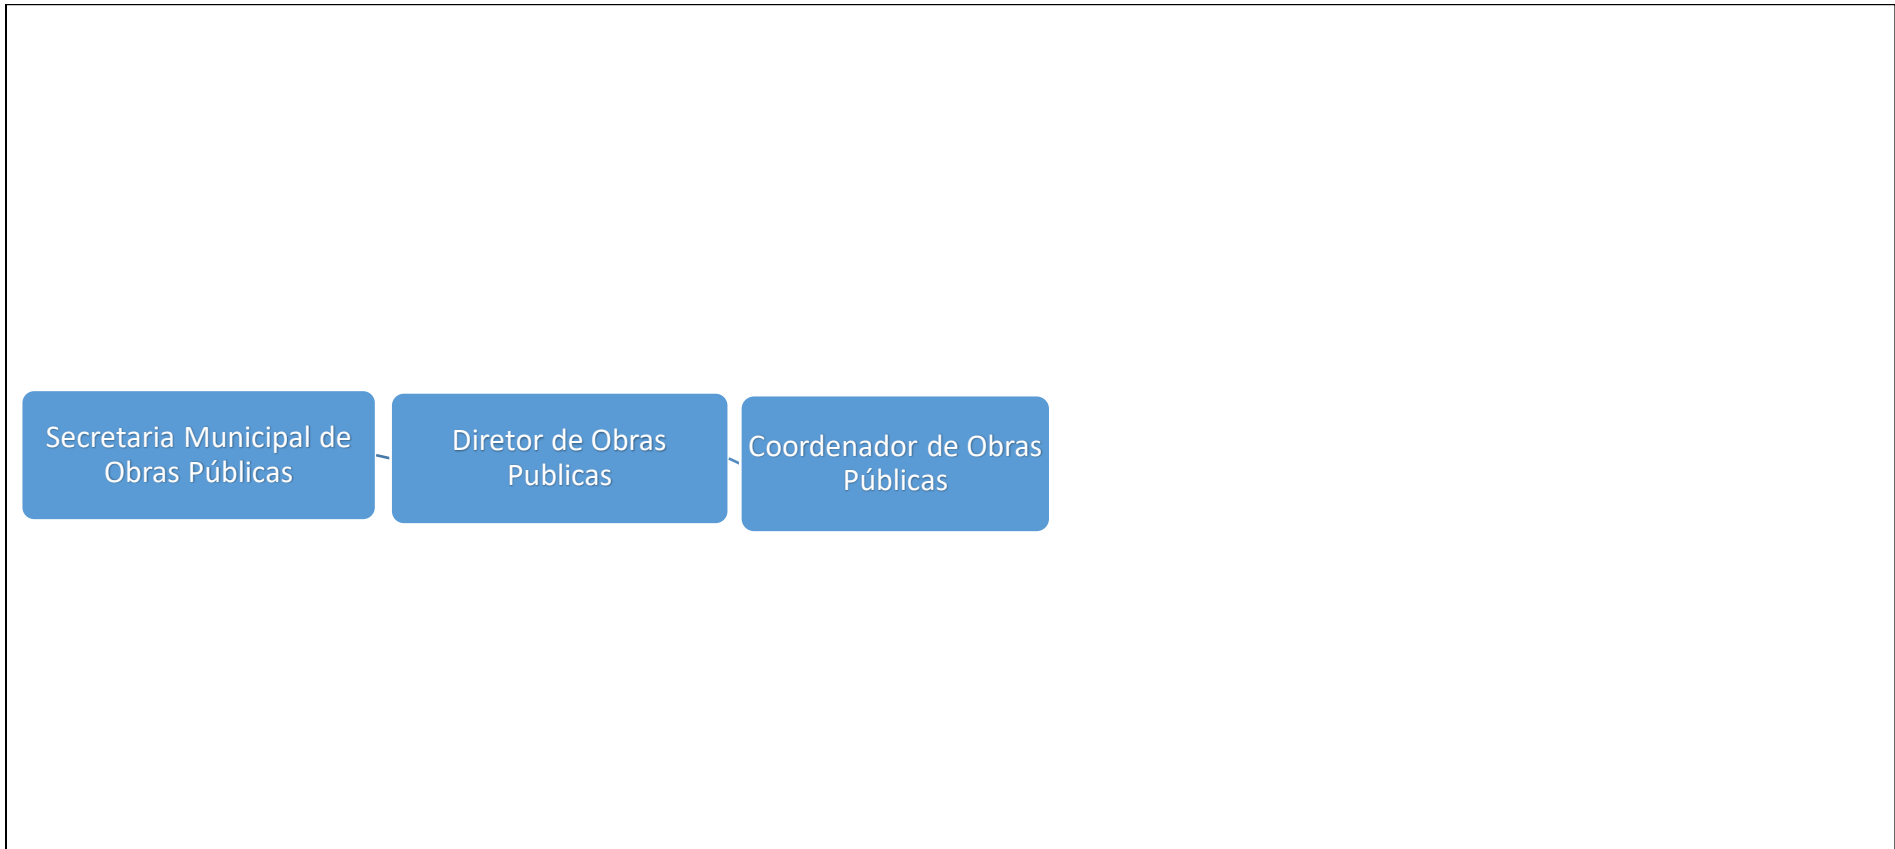 Secretaria Municipal de
Obras Públicas
Diretor de Obras
Publicas
Coordenador de Obras
Públicas